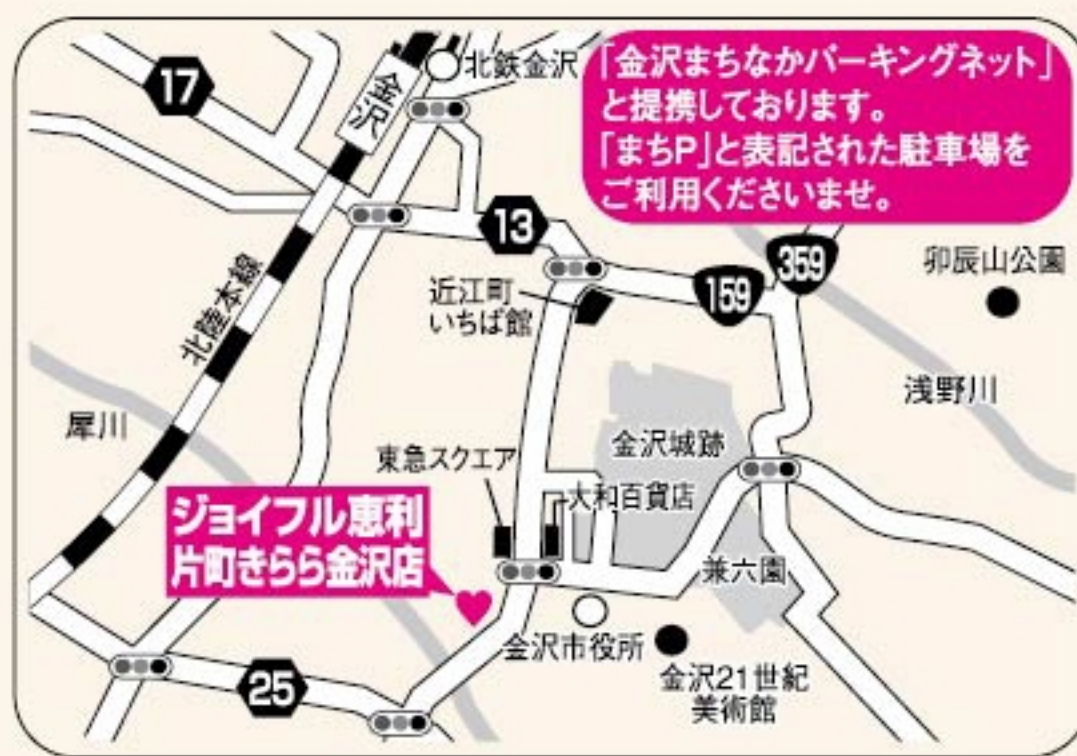 北鉄金沢
金沢
17
「金沢まちなかパーキングネット」
と提携しております。
「まちP」と表記された駐車場を
ご利用くださいませ。
13
359
159
卯辰山公園
近江町
いちば館
北陸本線
浅野川
犀川
東急スクエア
金沢城跡
大和百貨店
ジョイフル恵利
片町きらら金沢店
兼六園
金沢市役所
25
金沢21世紀
美術館